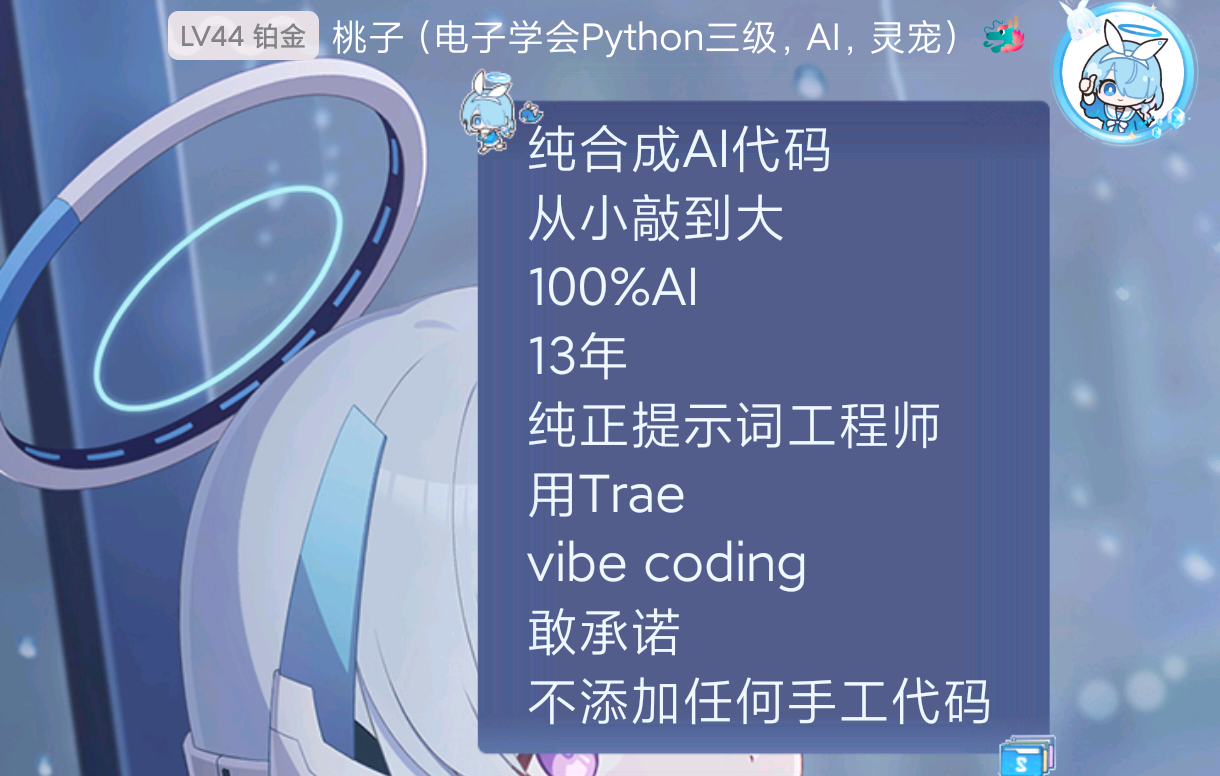 LV44 铂金 桃子（电子学会Python三级，AI，灵宠）
纯合成AI代码
从小敲到大
100%AI
13年
纯正提示词工程师
用Trae
vibe coding
敢承诺
不添加任何手工代码
2